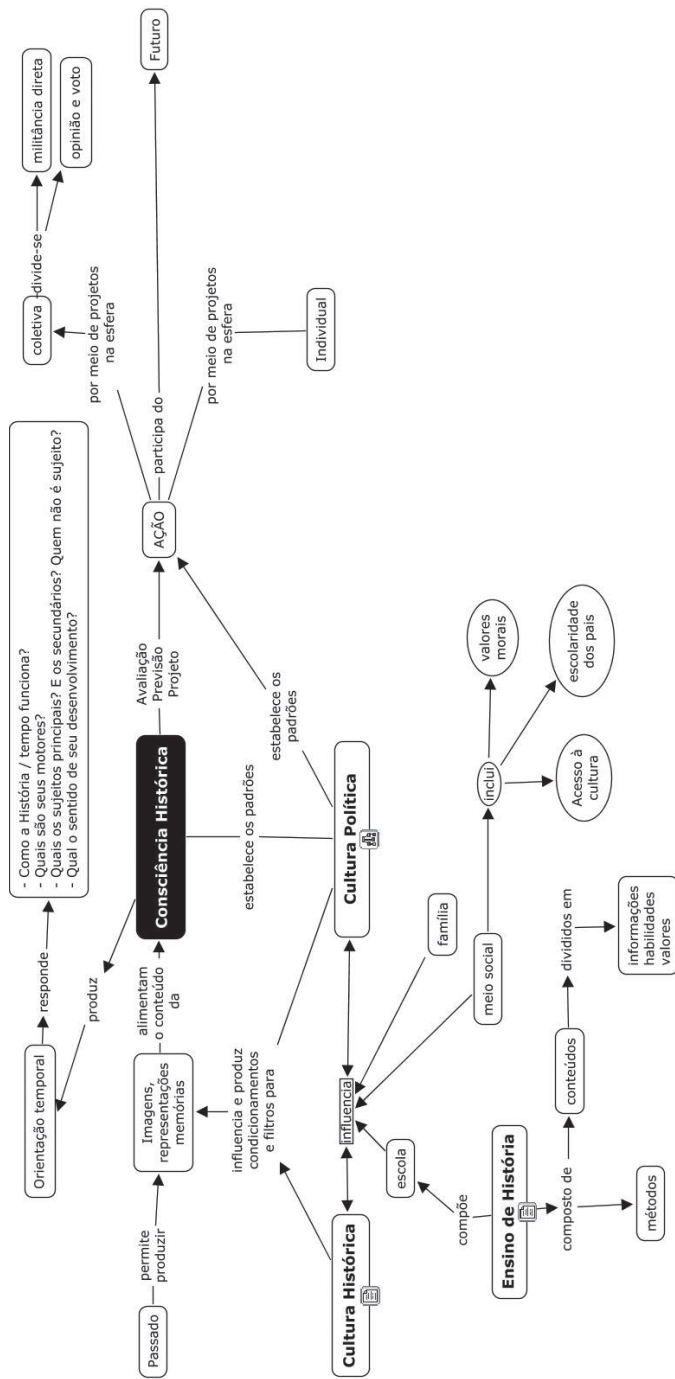 - Como a História / tempo funciona?
- Quais são seus motores?
- Quais os sujeitos principais? E os secundários? Quem não é sujeito?
- Qual o sentido de seu desenvolvimento?
Orientação temporal
responde
produz
coletiva
divide-se
militância direta
opinião e voto
por meio de projetos
na esfera
Passado
permite
produzir
Imagens,
representações
memórias
alimentam
o conteúdo
da
Consciência Histórica
Avaliação
Previsão
Projeto
AÇÃO
participa do
Futuro
por meio de projetos
na esfera
Individual
influencia e produz
condicionamentos
e filtros para
estabelece os padrões
estabelece os
padrões
Cultura Histórica
influencia
Cultura Política
escola
família
meio social
inclui
valores
morais
escolaridade
dos pais
Acesso à
cultura
compõe
Ensino de História
composto de
métodos
conteúdos
divididos em
informações
habilidades
valores